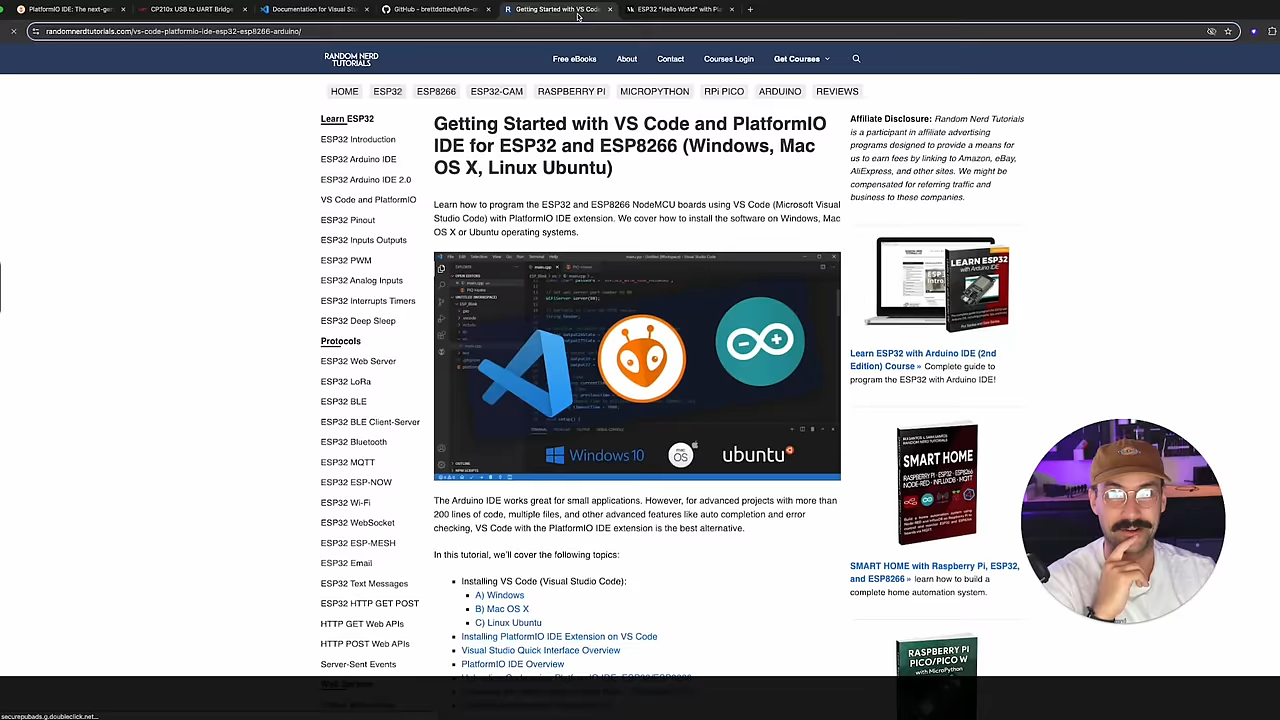 PlatformIO IDE: The next-gen
CP210x USB to UART Bridge
Documentation for Visual Stu
GitHub - brettdottech/info-or
Getting Started with VS Cod
ESP32 "Hello World" with Pla
randomnerdtutorials.com/vs-code-platformio-ide-esp32-esp8266-arduino/
RANDOM NERD
TUTORIALS
Free eBooks
About
Contact
Courses Login
Get Courses
HOME
ESP32
ESP8266
ESP32-CAM
RASPBERRY PI
MICROPYTHON
RPi PICO
ARDUINO
REVIEWS
Learn ESP32
ESP32 Introduction
ESP32 Arduino IDE
ESP32 Arduino IDE 2.0
VS Code and PlatformIO
ESP32 Pinout
ESP32 Inputs Outputs
ESP32 PWM
ESP32 Analog Inputs
ESP32 Interrupts Timers
ESP32 Deep Sleep
Protocols
ESP32 Web Server
ESP32 LoRa
ESP32 BLE
ESP32 BLE Client-Server
ESP32 Bluetooth
ESP32 MQTT
ESP32 ESP-NOW
ESP32 Wi-Fi
ESP32 WebSocket
ESP32 ESP-MESH
ESP32 Email
ESP32 Text Messages
ESP32 HTTP GET POST
HTTP GET Web APIs
HTTP POST Web APIs
Server-Sent Events
Getting Started with VS Code and PlatformIO
IDE for ESP32 and ESP8266 (Windows, Mac
OS X, Linux Ubuntu)
Learn how to program the ESP32 and ESP8266 NodeMCU boards using VS Code (Microsoft Visual
Studio Code) with PlatformIO IDE extension. We cover how to install the software on Windows, Mac
OS X or Ubuntu operating systems.
Windows 10
mac
OS
ubuntu
The Arduino IDE works great for small applications. However, for advanced projects with more than
200 lines of code, multiple files, and other advanced features like auto completion and error
checking, VS Code with the PlatformIO IDE extension is the best alternative.
In this tutorial, we'll cover the following topics:
Installing VS Code (Visual Studio Code):
A) Windows
B) Mac OS X
C) Linux Ubuntu
Installing PlatformIO IDE Extension on VS Code
Visual Studio Quick Interface Overview
PlatformIO IDE Overview
Affiliate Disclosure: Random Nerd Tutorials
is a participant in affiliate advertising
programs designed to provide a means for
us to earn fees by linking to Amazon, eBay,
AliExpress, and other sites. We might be
compensated for referring traffic and
business to these companies.
LEARN ESP32
with Arduino IDE
Learn ESP32 with Arduino IDE (2nd
Edition) Course » Complete guide to
program the ESP32 with Arduino IDE!
SMART HOME
SMART HOME with Raspberry Pi, ESP32,
and ESP8266 » learn how to build a
complete home automation system.
RASPBERRY PI
PICO/PICO W
with MicroPython
securepubads.g.doubleclick.net...